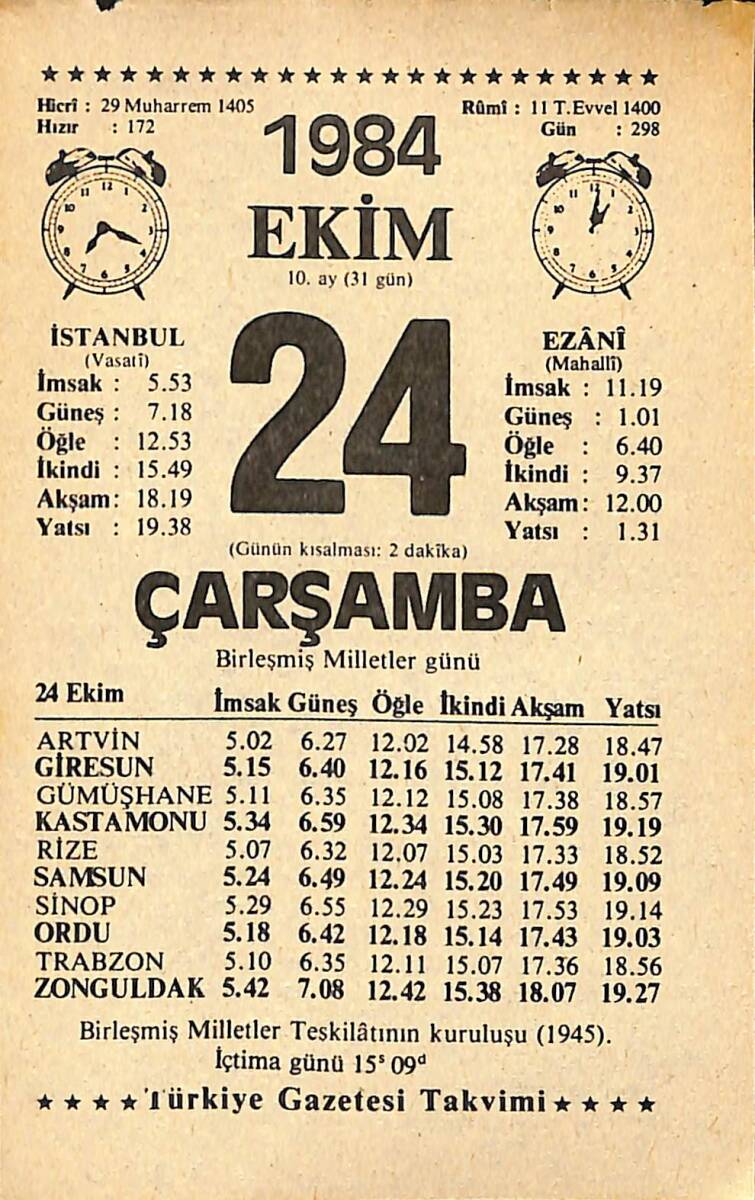 ★★★★★★★★★★★★★★★★★★★★★★★★
Hicrî : 29 Muharrem 1405
Hızır : 172
1984
Rûmî : 11 T.Evvel 1400
Gün : 298
EKİM
10. ay (31 gün)
24
İSTANBUL
(Vasatî)
İmsak : 5.53
Güneş : 7.18
Öğle : 12.53
İkindi : 15.49
Akşam : 18.19
Yatsı : 19.38
EZÂNÎ
(Mahallî)
İmsak : 11.19
Güneş : 1.01
Öğle : 6.40
İkindi : 9.37
Akşam : 12.00
Yatsı : 1.31
(Günün kısalması: 2 dakîka)
ÇARŞAMBA
Birleşmiş Milletler günü
24 Ekim İmsak Güneş Öğle İkindi Akşam Yatsı
ARTVİN 5.02 6.27 12.02 14.58 17.28 18.47
GİRESUN 5.15 6.40 12.16 15.12 17.41 19.01
GÜMÜŞHANE 5.11 6.35 12.12 15.08 17.38 18.57
KASTAMONU 5.34 6.59 12.34 15.30 17.59 19.19
RİZE 5.07 6.32 12.07 15.03 17.33 18.52
SAMSUN 5.24 6.49 12.24 15.20 17.49 19.09
SİNOP 5.29 6.55 12.29 15.23 17.53 19.14
ORDU 5.18 6.42 12.18 15.14 17.43 19.03
TRABZON 5.10 6.35 12.11 15.07 17.36 18.56
ZONGULDAK 5.42 7.08 12.42 15.38 18.07 19.27
Birleşmiş Milletler Teşkilâtının kuruluşu (1945).
İçtima günü 15ˢ 09ᵈ
★★★★ Türkiye Gazetesi Takvimi ★★★★